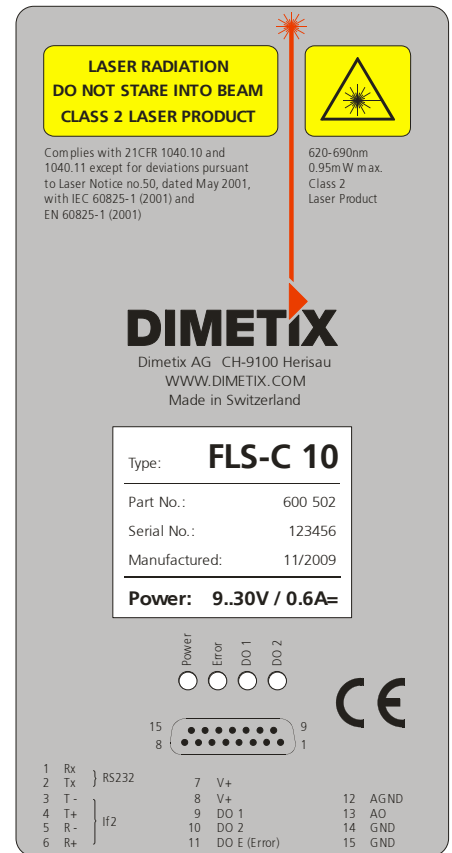 LASER RADIATION
DO NOT STARE INTO BEAM
CLASS 2 LASER PRODUCT
Complies with 21CFR 1040.10 and
1040.11 except for deviations pursuant
to Laser Notice no.50, dated May 2001,
with IEC 60825-1 (2001) and
EN 60825-1 (2001)
620-690nm
0.95mW max.
Class 2
Laser Product
DIMETIX
Dimetix AG CH-9100 Herisau
WWW.DIMETIX.COM
Made in Switzerland
Type: FLS-C 10
Part No.: 600 502
Serial No.: 123456
Manufactured: 11/2009
Power: 9..30V / 0.6A=
Power
Error
DO 1
DO 2
CE
15 9
8 1
1 Rx
2 Tx
RS232
3 T -
4 T+
5 R -
6 R+
If2
7 V+
8 V+
9 DO 1
10 DO 2
11 DO E (Error)
12 AGND
13 AO
14 GND
15 GND